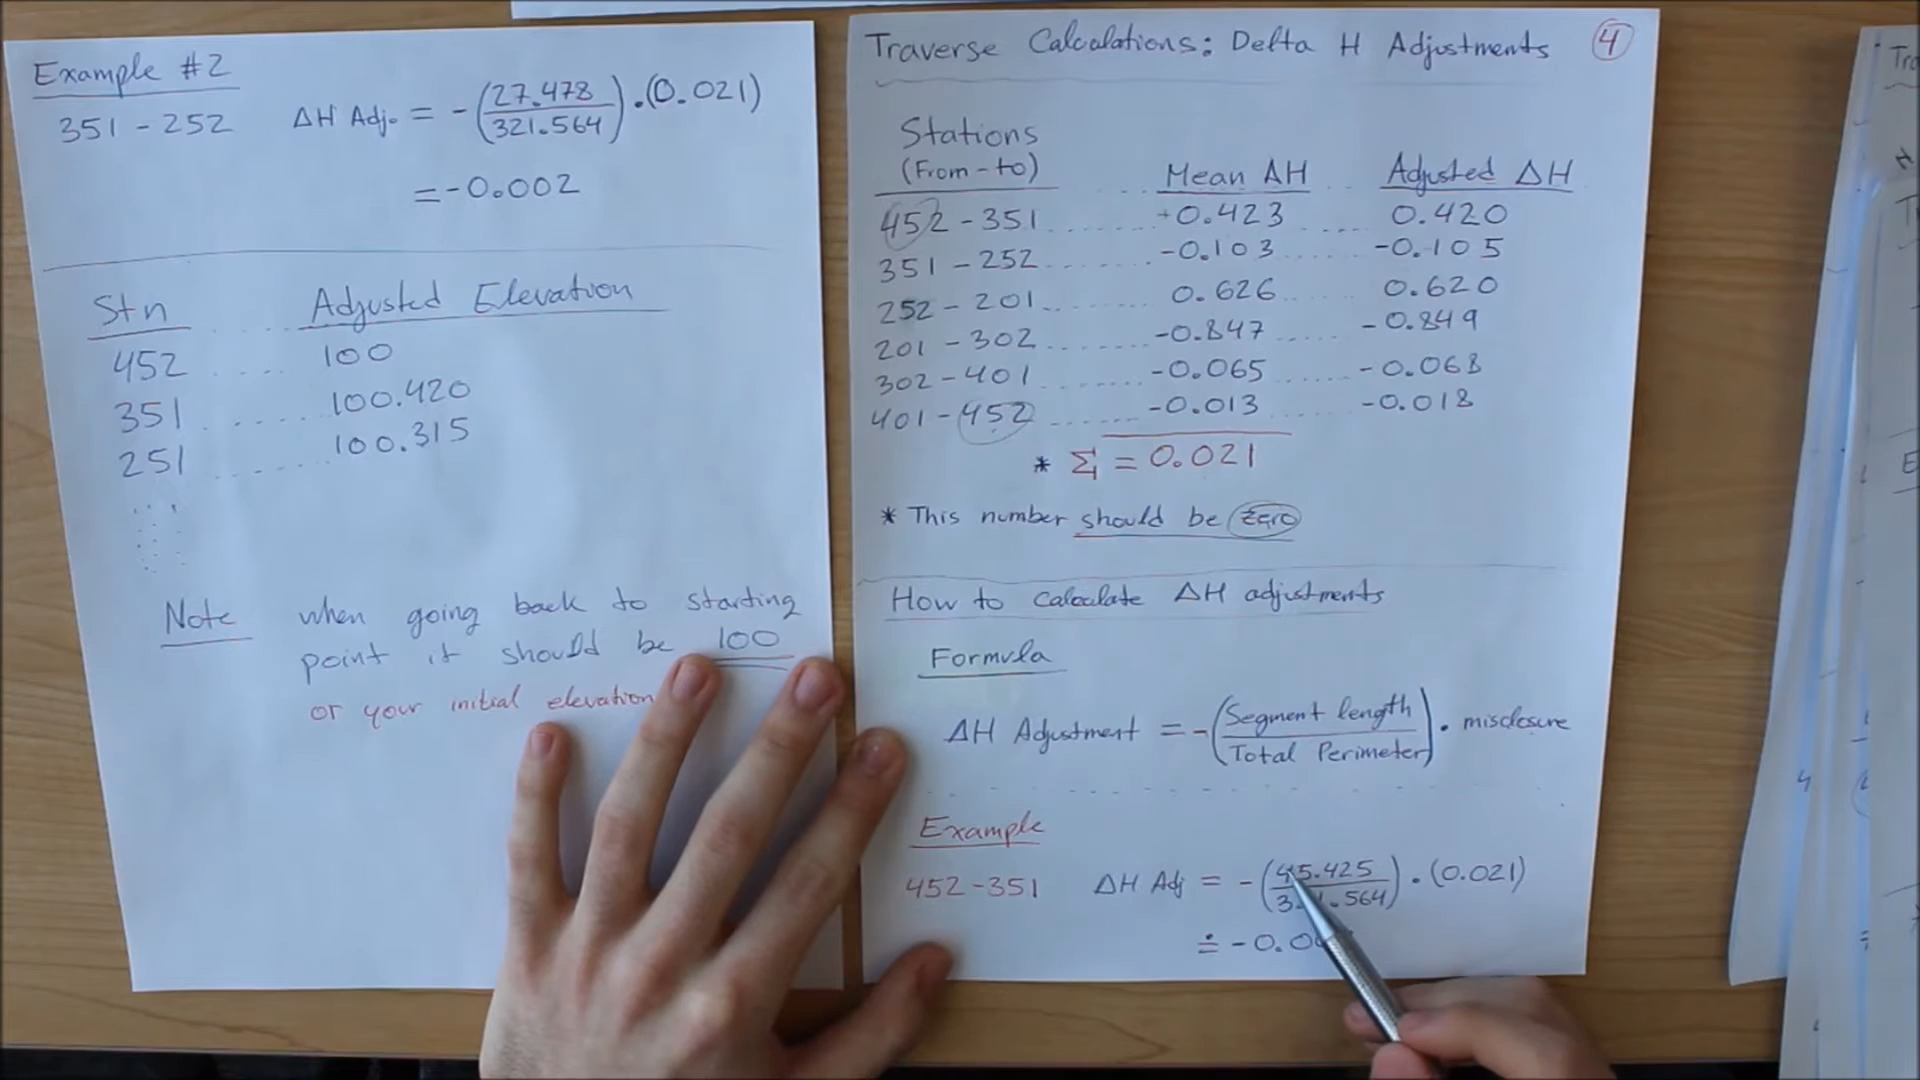 Example #2
351 - 252 ΔH Adj. = -(27.478/321.564) . (0.021)
= -0.002
Stn Adjusted Elevation
452 .... 100
351 ...... 100.420
251 ...... 100.315
Note when going back to starting
point it should be 100
or your initial elevation
Traverse Calculations: Delta H Adjustments 4
Stations
(From - to) Mean ΔH Adjusted ΔH
452 - 351 ....... +0.423 .... 0.420
351 - 252 ....... -0.103 ..... -0.105
252 - 201 ....... 0.626 ..... 0.620
201 - 302 ....... -0.847 ..... -0.849
302 - 401 ....... -0.065 ..... -0.068
401 - 452 ....... -0.013 ..... -0.018
* Σ = 0.021
* This number should be zero
How to calculate ΔH adjustments
Formula
ΔH Adjustment = -(Segment length/Total Perimeter) . misclosure
Example
452 - 351 ΔH Adj = -(45.425/3 .564) . (0.021)
≐ -0.0